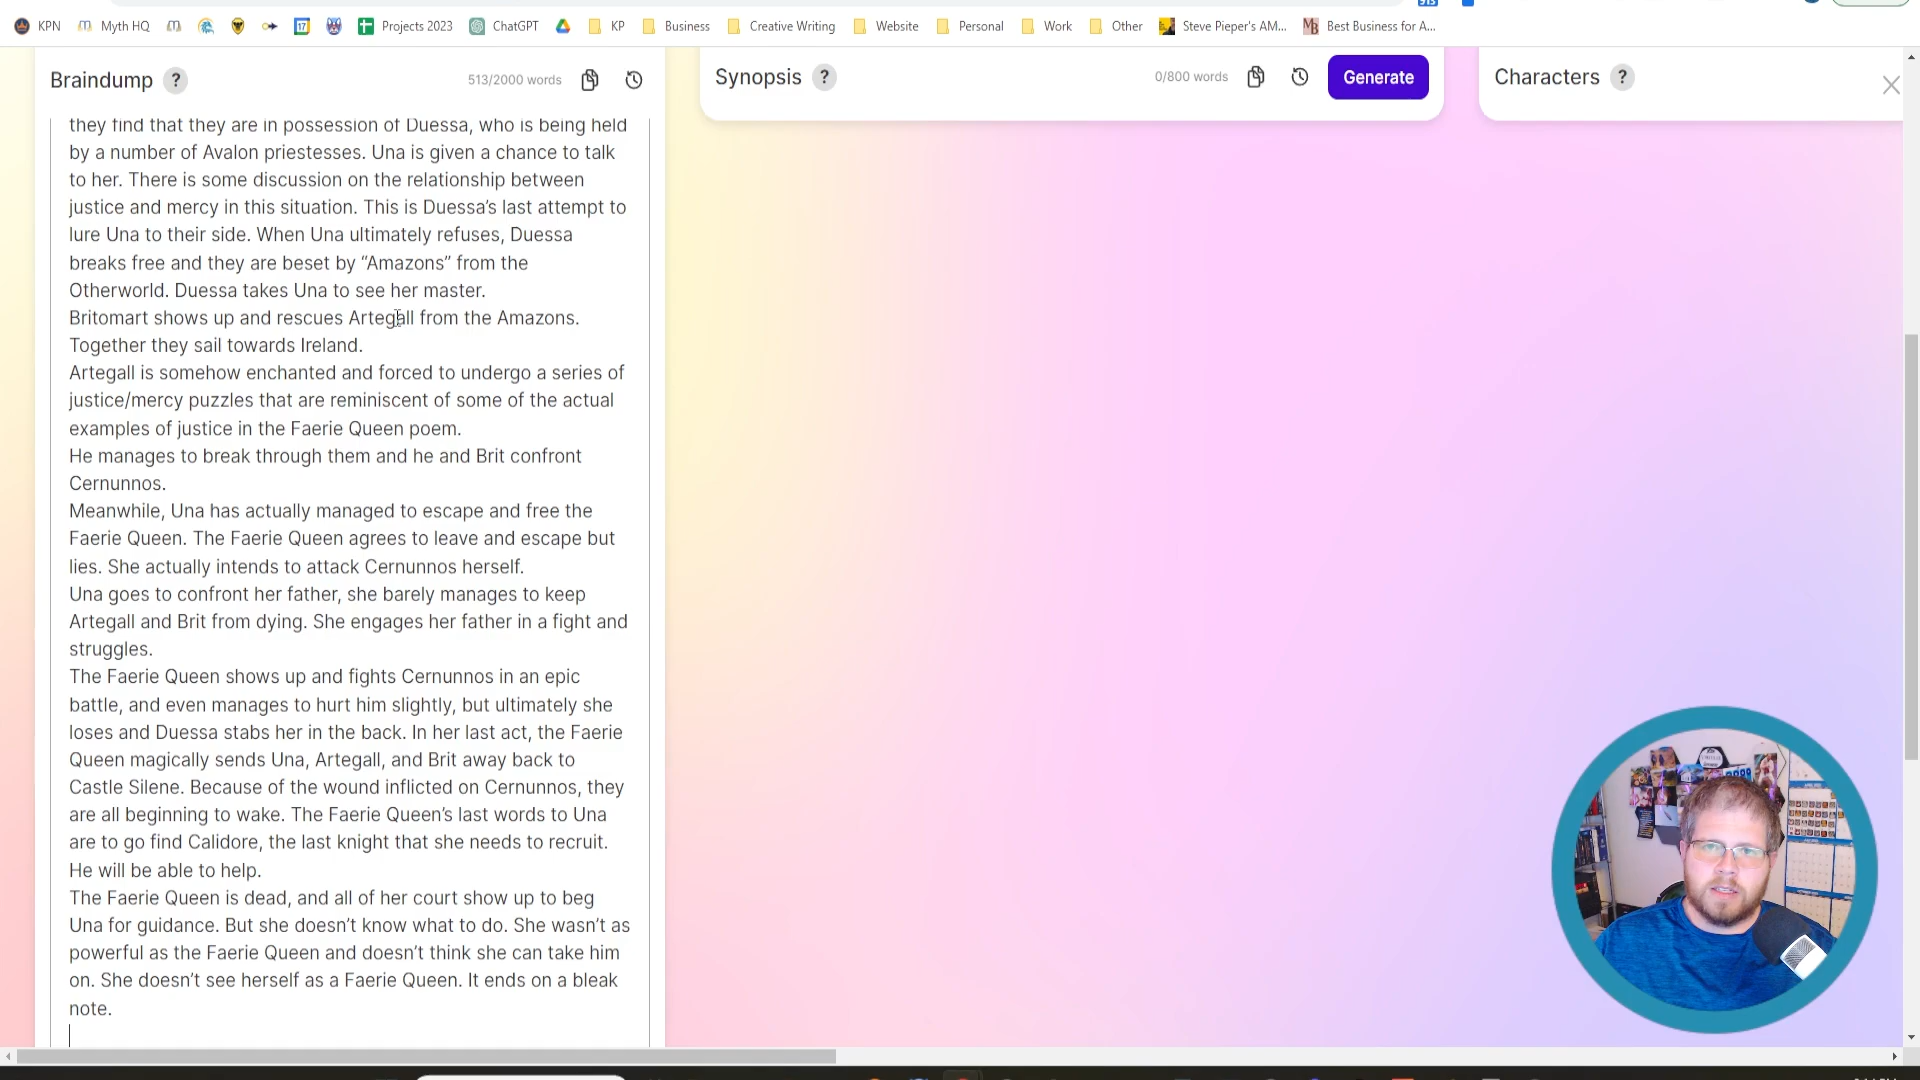 KPN Myth HQ Projects 2023 ChatGPT KP Business Creative Writing Website Personal Work Other Steve Pieper's AM... Best Business for A...
Braindump ? 513/2000 words
Synopsis ? 0/800 words Generate
Characters ?
they find that they are in possession of Duessa, who is being held
by a number of Avalon priestesses. Una is given a chance to talk
to her. There is some discussion on the relationship between
justice and mercy in this situation. This is Duessa’s last attempt to
lure Una to their side. When Una ultimately refuses, Duessa
breaks free and they are beset by “Amazons” from the
Otherworld. Duessa takes Una to see her master.
Britomart shows up and rescues Artegall from the Amazons.
Together they sail towards Ireland.
Artegall is somehow enchanted and forced to undergo a series of
justice/mercy puzzles that are reminiscent of some of the actual
examples of justice in the Faerie Queen poem.
He manages to break through them and he and Brit confront
Cernunnos.
Meanwhile, Una has actually managed to escape and free the
Faerie Queen. The Faerie Queen agrees to leave and escape but
lies. She actually intends to attack Cernunnos herself.
Una goes to confront her father, she barely manages to keep
Artegall and Brit from dying. She engages her father in a fight and
struggles.
The Faerie Queen shows up and fights Cernunnos in an epic
battle, and even manages to hurt him slightly, but ultimately she
loses and Duessa stabs her in the back. In her last act, the Faerie
Queen magically sends Una, Artegall, and Brit away back to
Castle Silene. Because of the wound inflicted on Cernunnos, they
are all beginning to wake. The Faerie Queen’s last words to Una
are to go find Calidore, the last knight that she needs to recruit.
He will be able to help.
The Faerie Queen is dead, and all of her court show up to beg
Una for guidance. But she doesn’t know what to do. She wasn’t as
powerful as the Faerie Queen and doesn’t think she can take him
on. She doesn’t see herself as a Faerie Queen. It ends on a bleak
note.